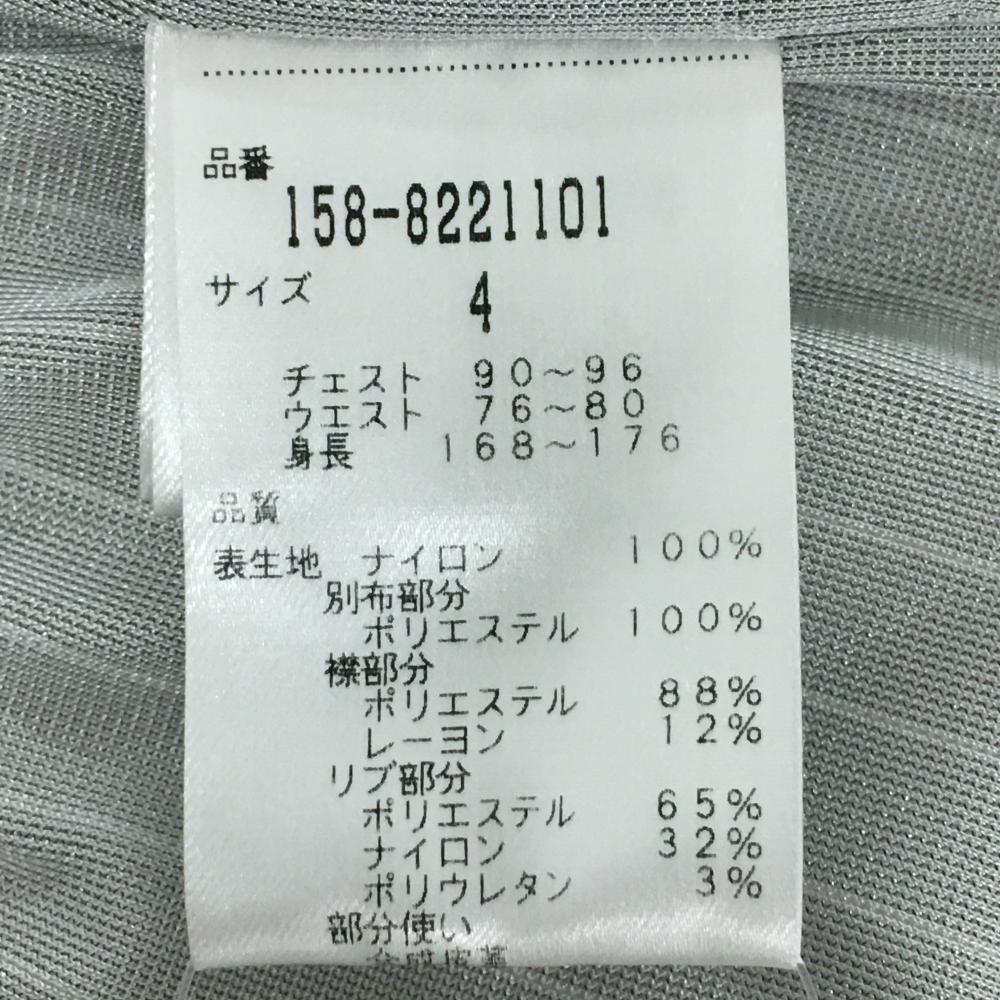 品番
158-8221101
サイズ 4
チェスト 90～96
ウエスト 76～80
身長 168～176
品質
表生地 ナイロン 100%
別布部分
ポリエステル 100%
襟部分
ポリエステル 88%
レーヨン 12%
リブ部分
ポリエステル 65%
ナイロン 32%
ポリウレタン 3%
部分使い
合成皮革